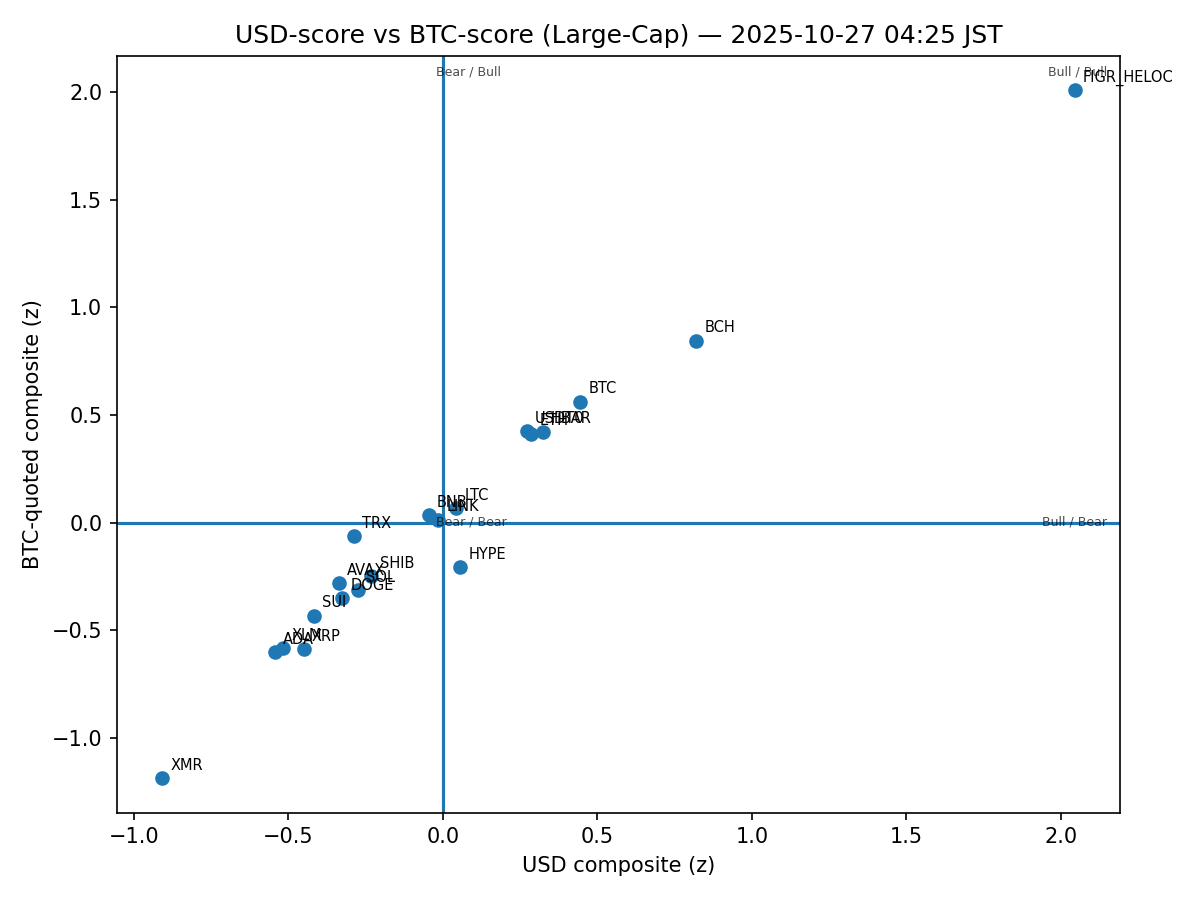 USD-score vs BTC-score (Large-Cap) — 2025-10-27 04:25 JST
Bear / Bull
Bull / Bull
FIGR_HELOC
2.0
1.5
BCH
1.0
BTC
0.5
HBAR
LTC
BNB
LINK
0.0
TRX
Bear / Bear
Bull / Bear
HYPE
SHIB
AVAX
SOL
DOGE
SUI
−0.5
XLM
XRP
ADA
−1.0
XMR
−1.0
−0.5
0.0
0.5
1.0
1.5
2.0
USD composite (z)
BTC-quoted composite (z)